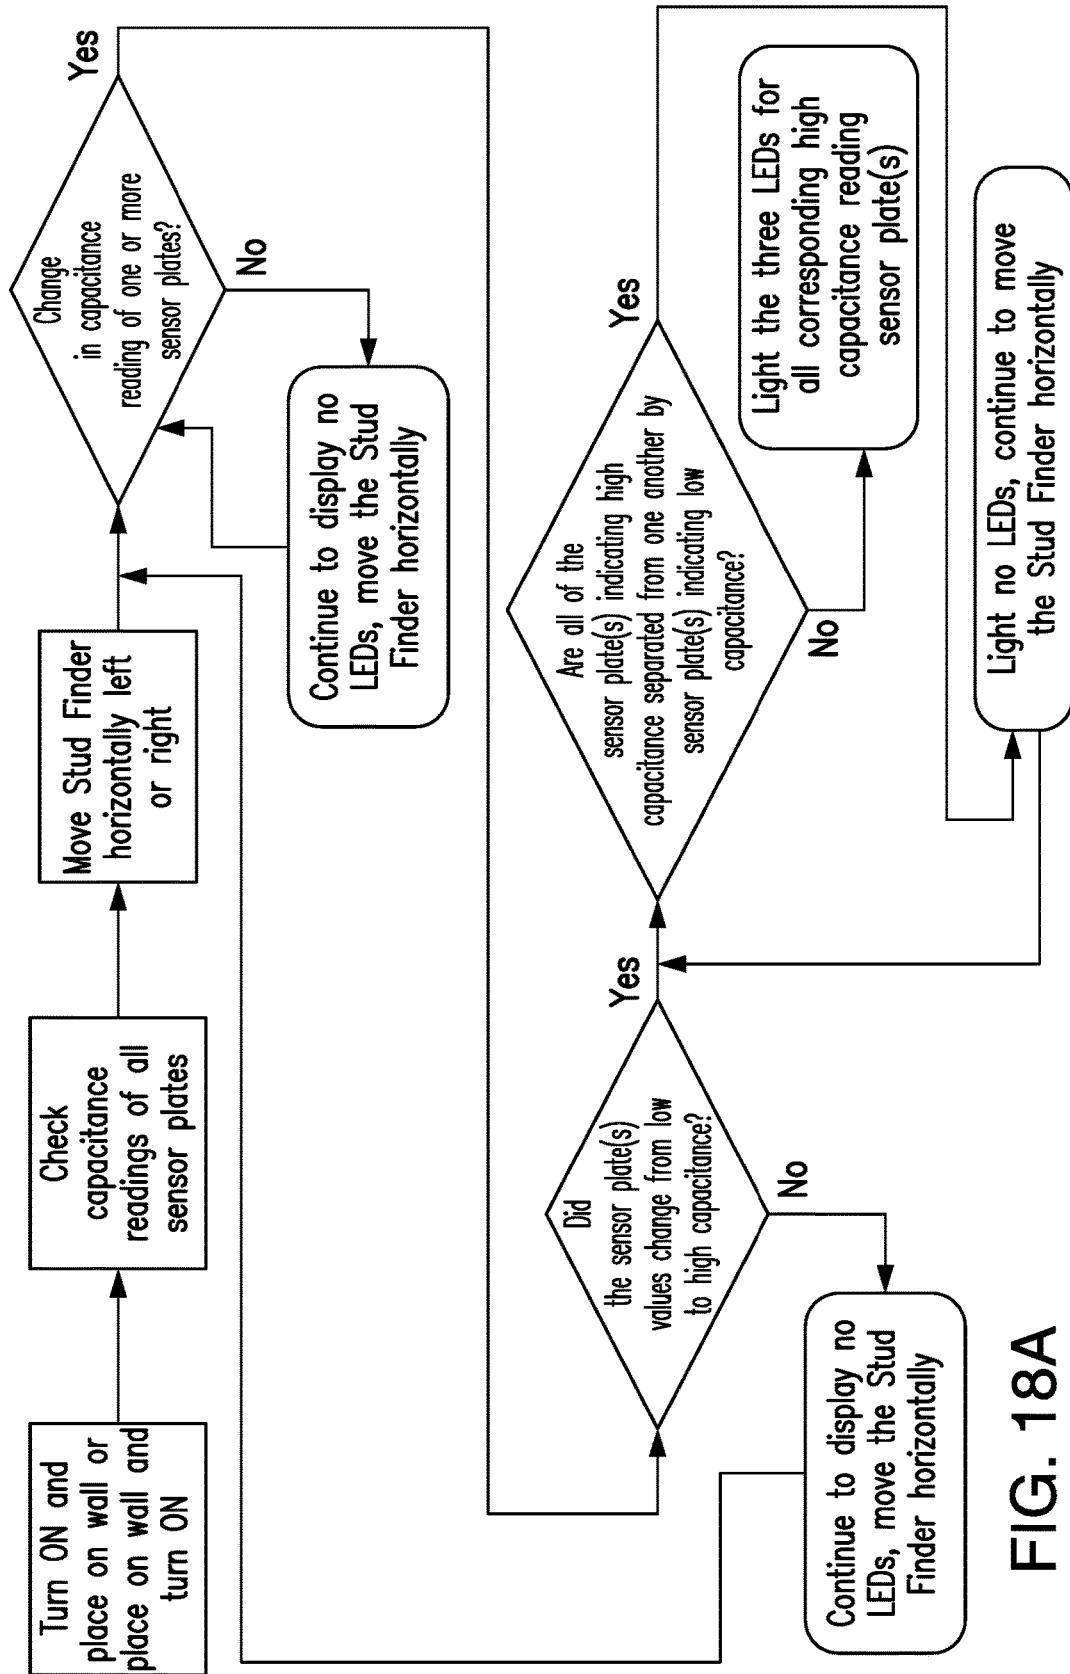 Turn ON and
place on wall or
place on wall and
turn ON
Check
capacitance
readings of all
sensor plates
Move Stud Finder
horizontally left
or right
Change
in capacitance
reading of one or more
sensor plates?
Yes
No
Continue to display no
LEDs, move the Stud
Finder horizontally
Did
the sensor plate(s)
values change from low
to high capacitance?
Yes
No
Continue to display no
LEDs, move the Stud
Finder horizontally
Are all of the
sensor plate(s) indicating high
capacitance separated from one another by
sensor plate(s) indicating low
capacitance?
Yes
No
Light the three LEDs for
all corresponding high
capacitance reading
sensor plate(s)
Light no LEDs, continue to move
the Stud Finder horizontally
FIG. 18A